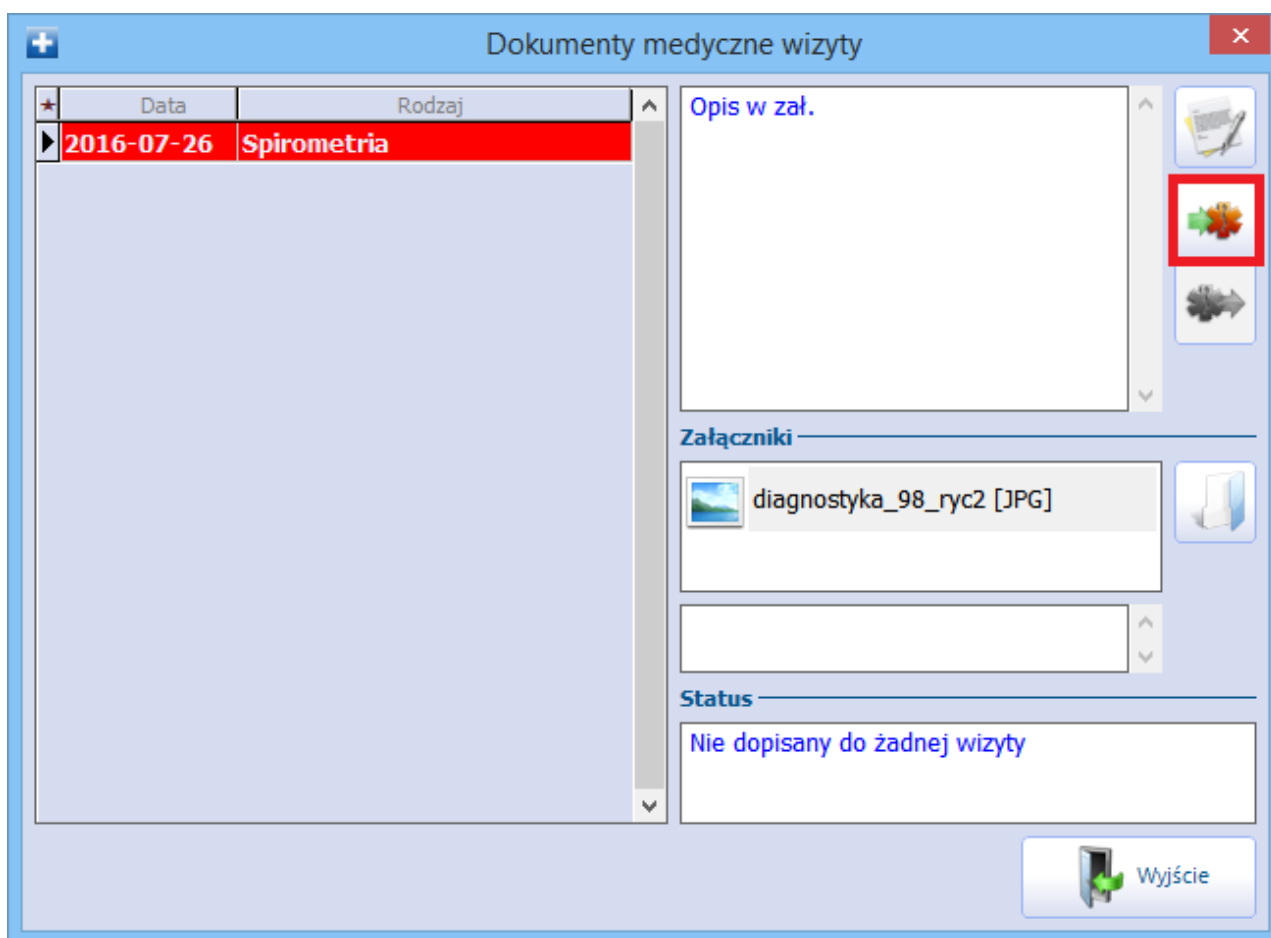 Dokumenty medyczne wizyty
Data Rodzaj
2016-07-26 Spirometria
Opis w zał.
Załączniki
diagnostyka_98_ryc2 [JPG]
Status
Nie dopisany do żadnej wizyty
Wyjście